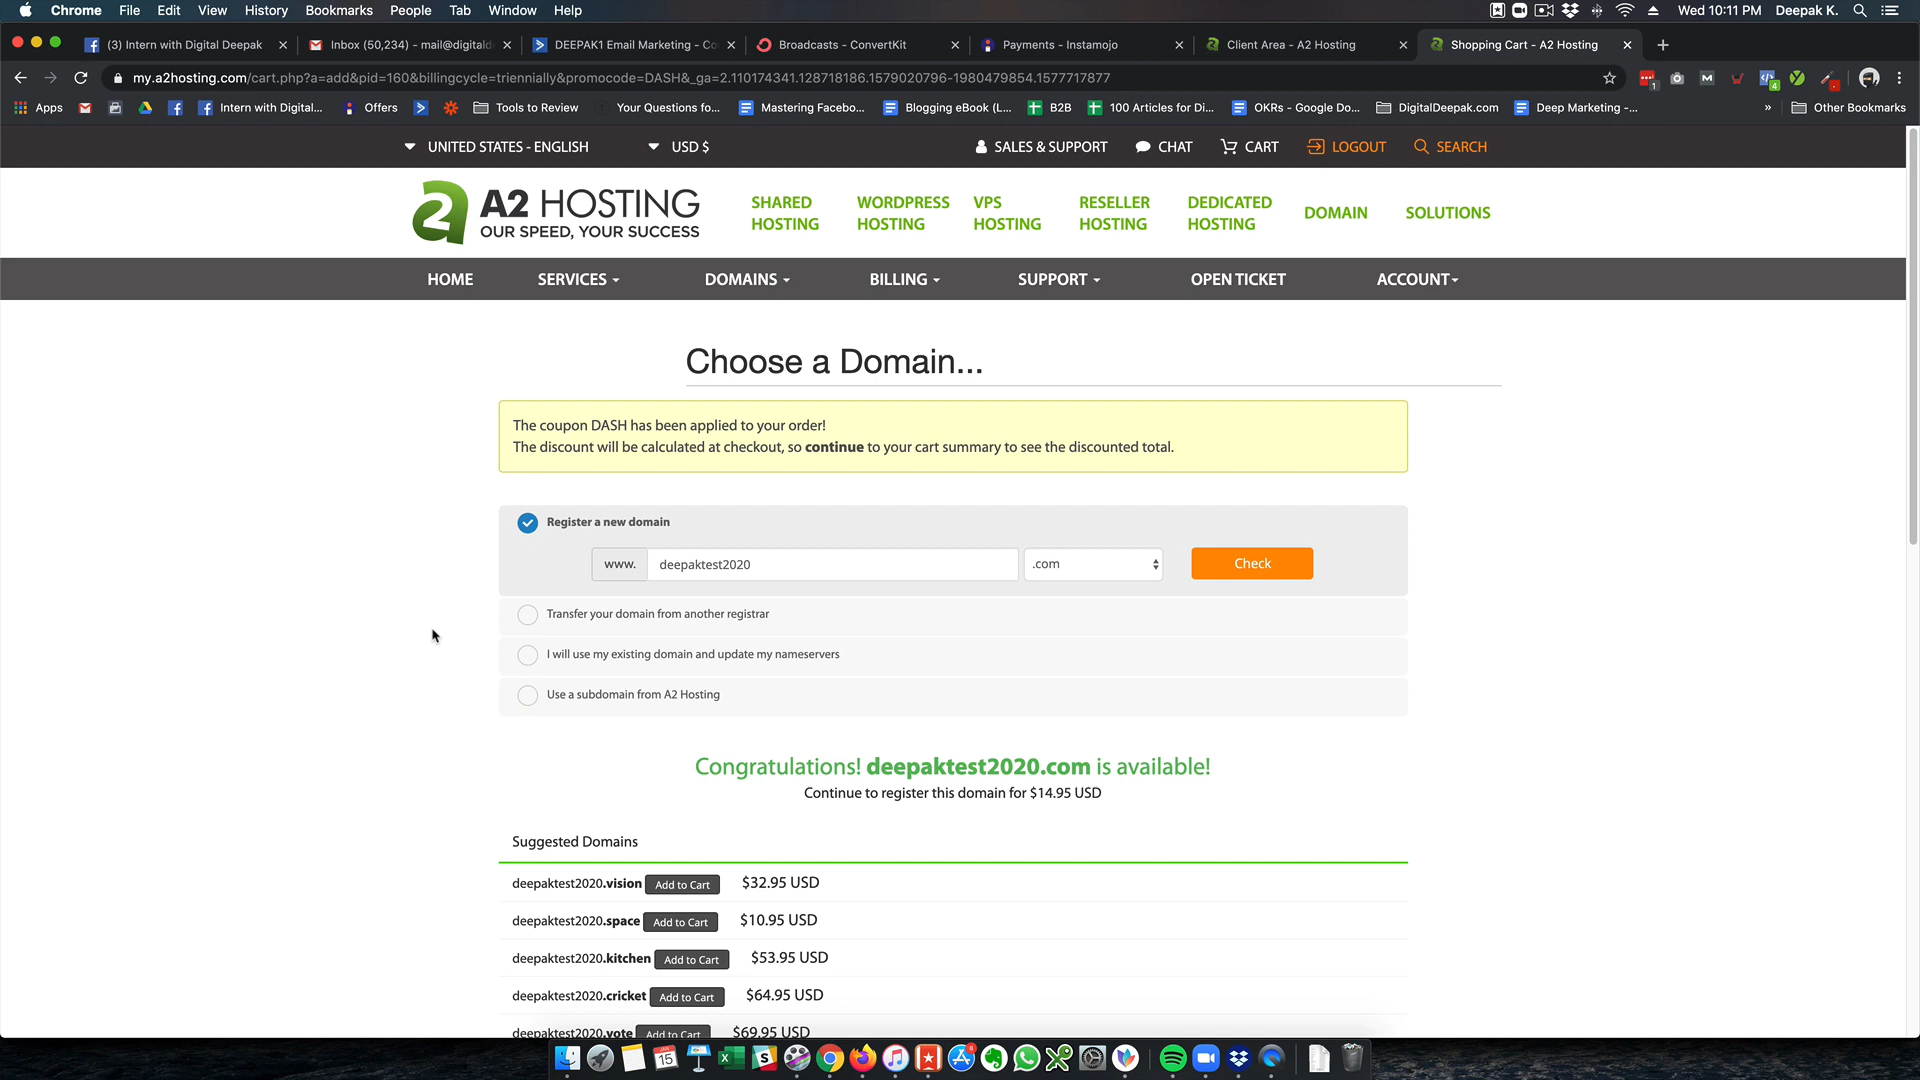 Chrome File Edit View History Bookmarks People Tab Window Help
Wed 10:11 PM Deepak K.
(3) Intern with Digital Deepak
Inbox (50,234) - mail@digitald
DEEPAK1 Email Marketing - Co
Broadcasts - ConvertKit
Payments - Instamojo
Client Area - A2 Hosting
Shopping Cart - A2 Hosting
my.a2hosting.com/cart.php?a=add&pid=160&billingcycle=triennially&promocode=DASH&_ga=2.110174341.128718186.1579020796-1980479854.1577717877
Apps
Intern with Digital...
Offers
Tools to Review
Your Questions fo...
Mastering Facebo...
Blogging eBook (L...
B2B
100 Articles for Di...
OKRs - Google Do...
DigitalDeepak.com
Deep Marketing -...
» Other Bookmarks
UNITED STATES - ENGLISH
USD $
SALES & SUPPORT
CHAT
CART
LOGOUT
SEARCH
A2 HOSTING
OUR SPEED, YOUR SUCCESS
SHARED HOSTING
WORDPRESS HOSTING
VPS HOSTING
RESELLER HOSTING
DEDICATED HOSTING
DOMAIN
SOLUTIONS
HOME
SERVICES
DOMAINS
BILLING
SUPPORT
OPEN TICKET
ACCOUNT
Choose a Domain...
The coupon DASH has been applied to your order!
The discount will be calculated at checkout, so continue to your cart summary to see the discounted total.
Register a new domain
www. deepaktest2020 .com Check
Transfer your domain from another registrar
I will use my existing domain and update my nameservers
Use a subdomain from A2 Hosting
Congratulations! deepaktest2020.com is available!
Continue to register this domain for $14.95 USD
Suggested Domains
deepaktest2020.vision Add to Cart $32.95 USD
deepaktest2020.space Add to Cart $10.95 USD
deepaktest2020.kitchen Add to Cart $53.95 USD
deepaktest2020.cricket Add to Cart $64.95 USD
deepaktest2020.vote Add to Cart $69.95 USD